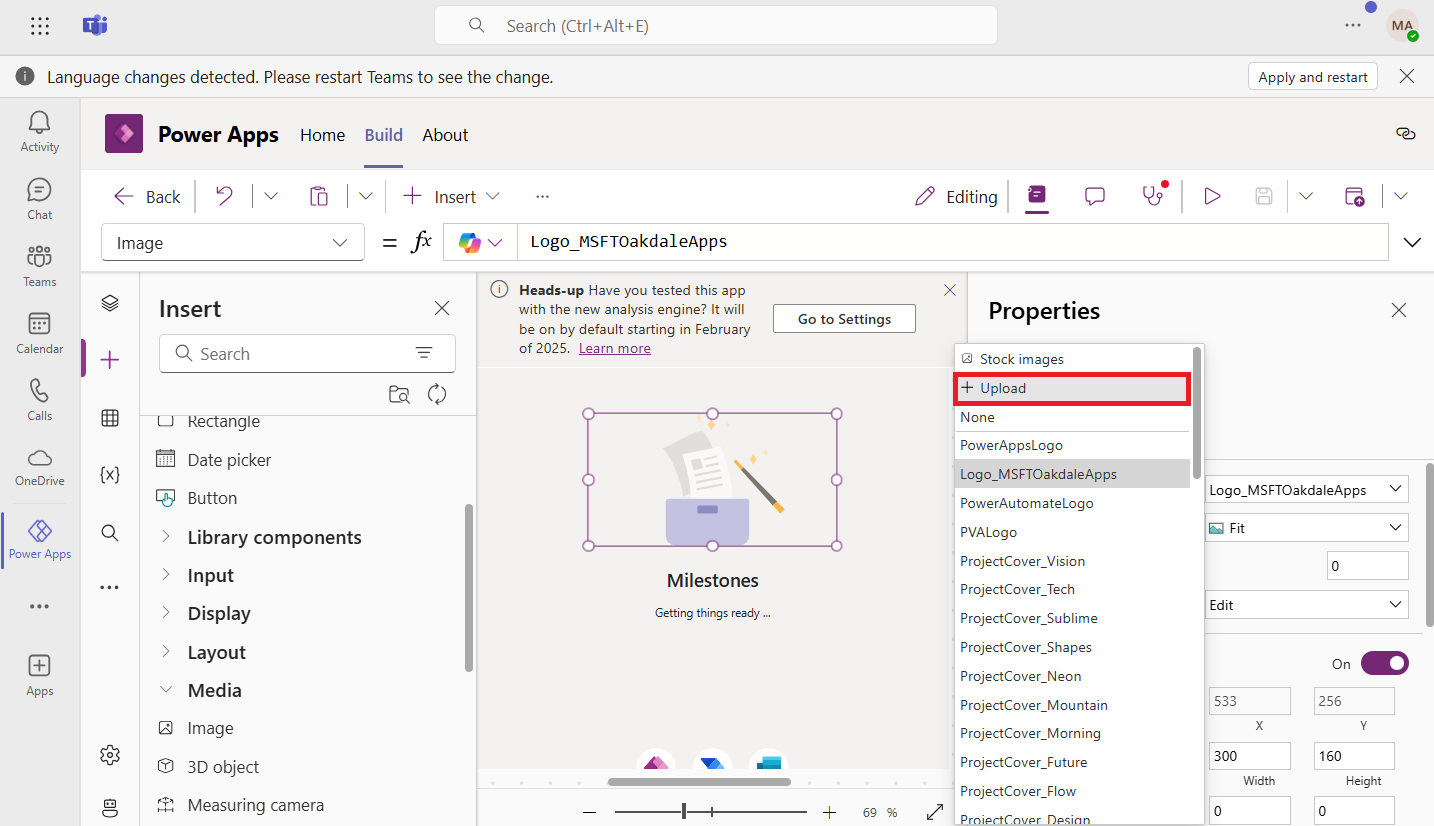 Search (Ctrl+Alt+E)
MA
Language changes detected. Please restart Teams to see the change.
Apply and restart
Activity
Chat
Teams
Calendar
Calls
OneDrive
Power Apps
Apps
Power Apps
Home
Build
About
Back
Insert
Editing
Image
=
fx
Logo_MSFTOakdaleApps
Insert
Search
Rectangle
Date picker
Button
Library components
Input
Display
Layout
Media
Image
3D object
Measuring camera
Heads-up Have you tested this app
with the new analysis engine? It will
be on by default starting in February
of 2025. Learn more
Go to Settings
Milestones
Getting things ready ...
69 %
Properties
Stock images
Upload
None
PowerAppsLogo
Logo_MSFTOakdaleApps
PowerAutomateLogo
PVALogo
ProjectCover_Vision
ProjectCover_Tech
ProjectCover_Sublime
ProjectCover_Shapes
ProjectCover_Neon
ProjectCover_Mountain
ProjectCover_Morning
ProjectCover_Future
ProjectCover_Flow
ProjectCover_Design
Logo_MSFTOakdaleApps
Fit
0
Edit
On
533
256
X
Y
300
160
Width
Height
0
0